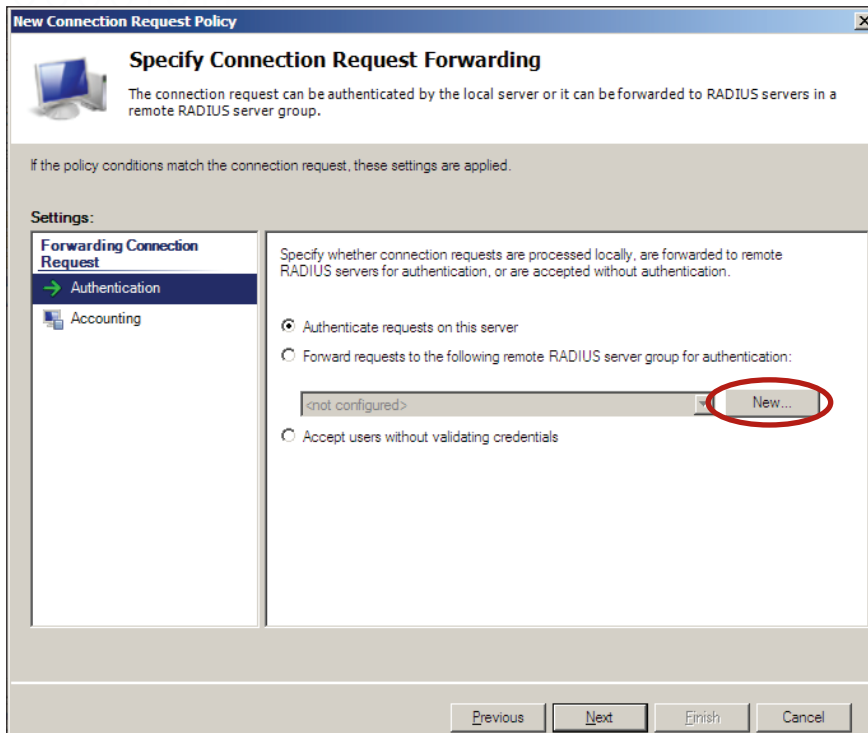 New Connection Request Policy
Specify Connection Request Forwarding
The connection request can be authenticated by the local server or it can be forwarded to RADIUS servers in a
remote RADIUS server group.
If the policy conditions match the connection request, these settings are applied.
Settings:
Forwarding Connection
Request
Authentication
Accounting
Specify whether connection requests are processed locally, are forwarded to remote
RADIUS servers for authentication, or are accepted without authentication.
Authenticate requests on this server
Forward requests to the following remote RADIUS server group for authentication:
<not configured>
New...
Accept users without validating credentials
Previous
Next
Finish
Cancel